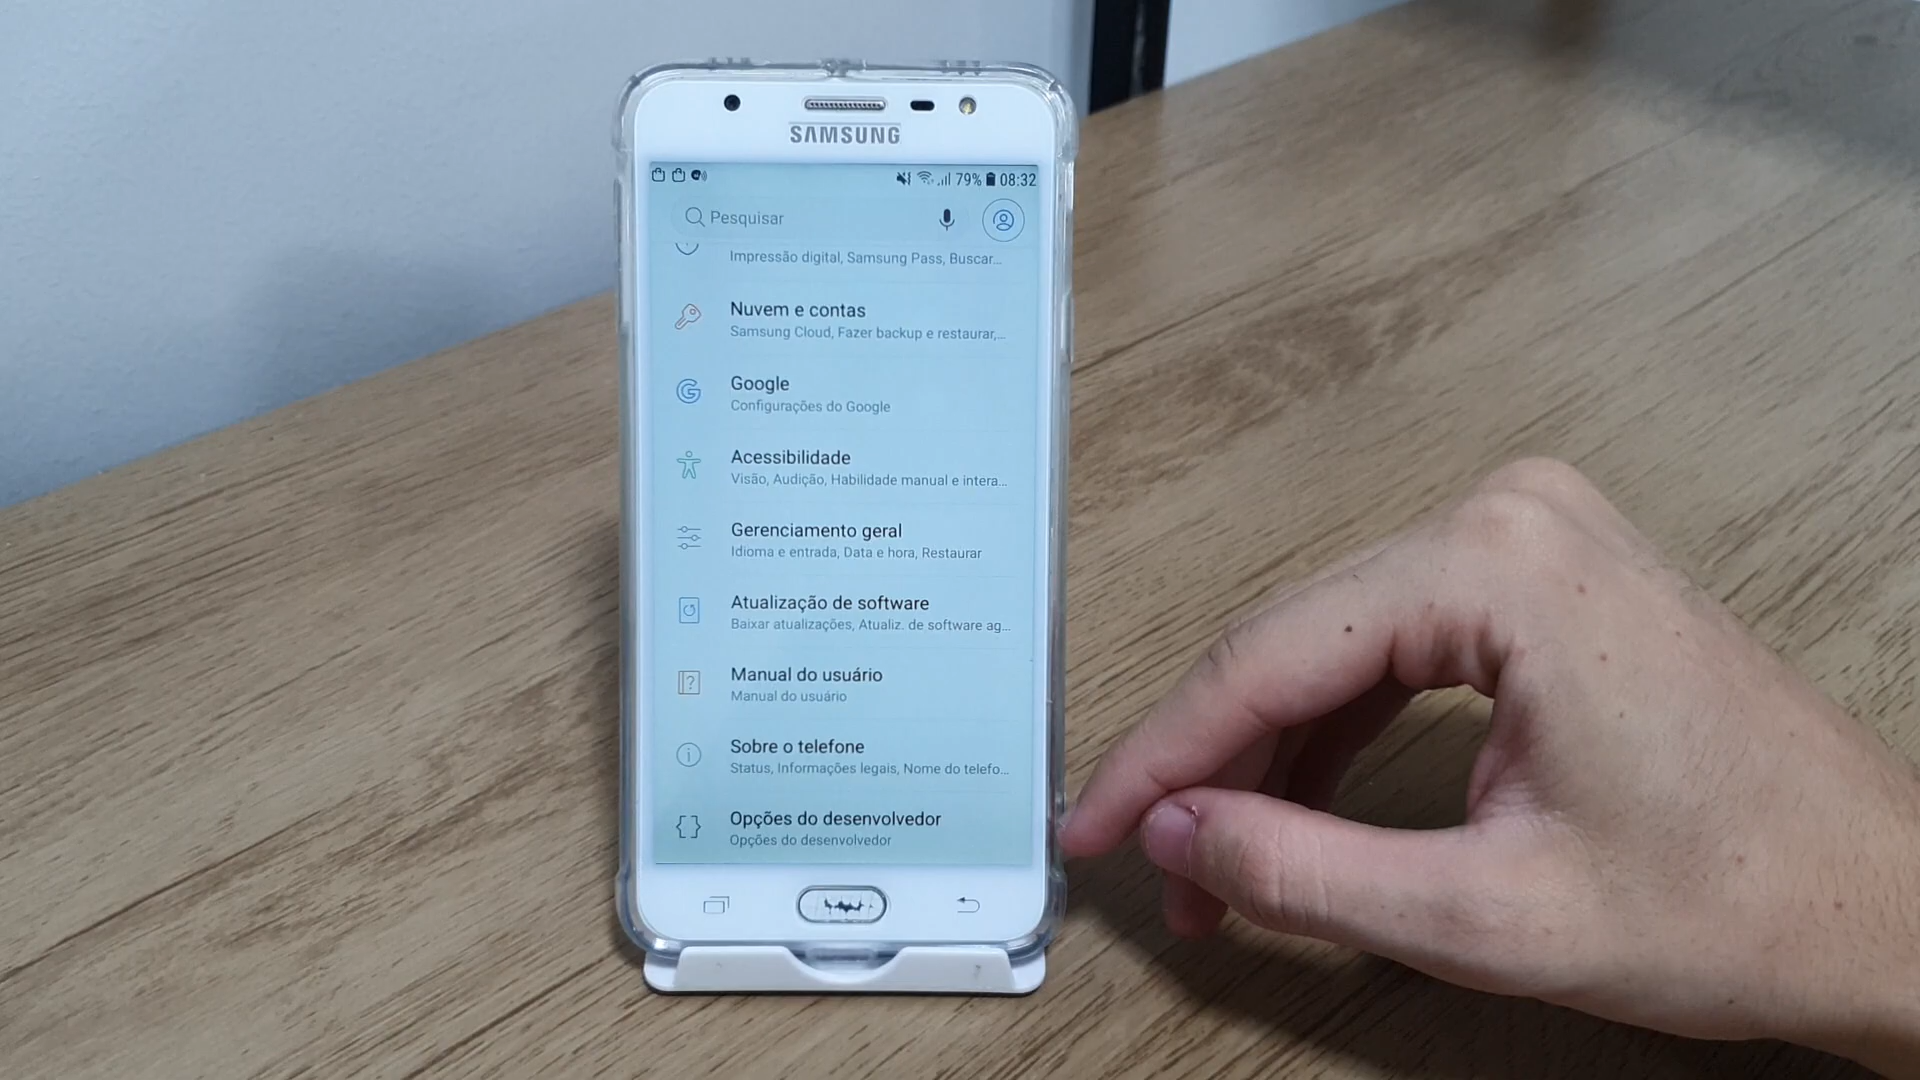 SAMSUNG
79% 08:32
Pesquisar
Impressão digital, Samsung Pass, Buscar...
Nuvem e contas
Samsung Cloud, Fazer backup e restaurar,...
Google
Configurações do Google
Acessibilidade
Visão, Audição, Habilidade manual e intera...
Gerenciamento geral
Idioma e entrada, Data e hora, Restaurar
Atualização de software
Baixar atualizações, Atualiz. de software ag...
Manual do usuário
Manual do usuário
Sobre o telefone
Status, Informações legais, Nome do telefo...
Opções do desenvolvedor
Opções do desenvolvedor